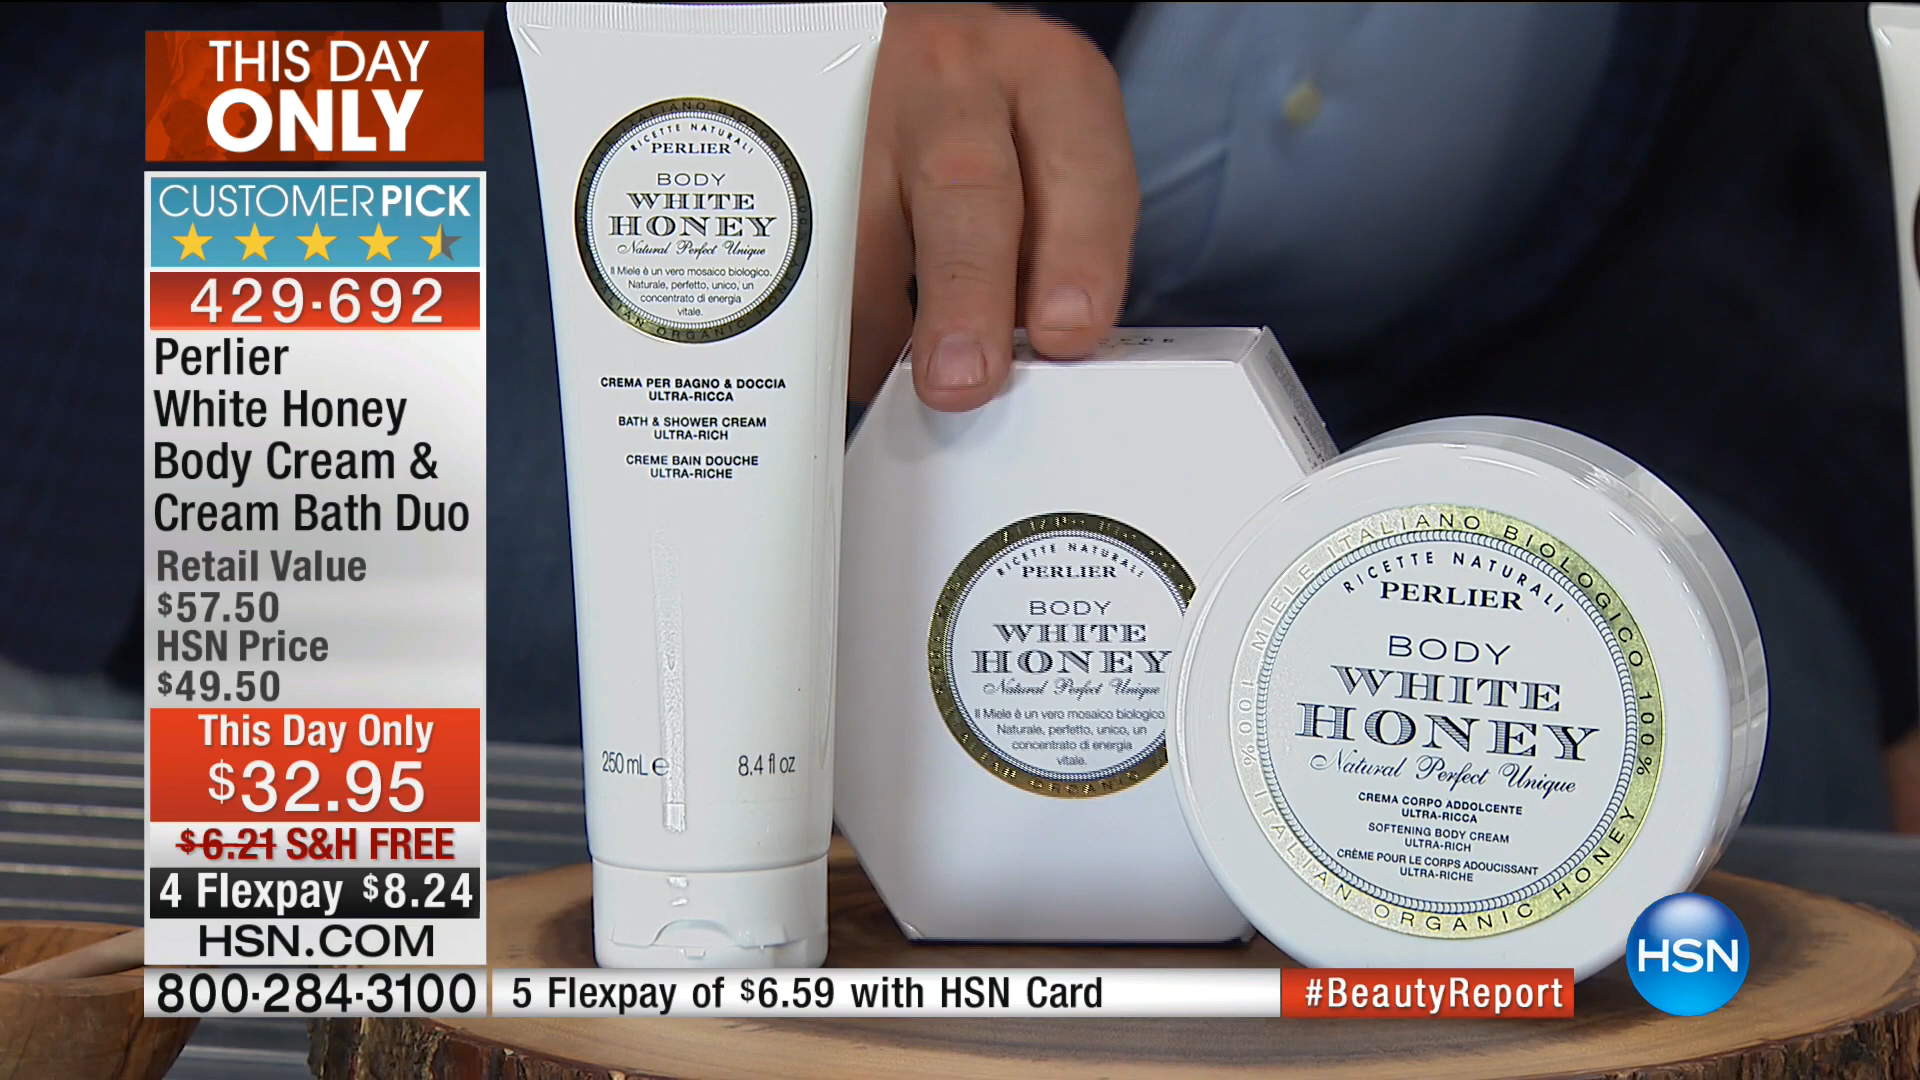 THIS DAY
ONLY
CUSTOMER PICK
429·692
Perlier
White Honey
Body Cream &
Cream Bath Duo
Retail Value
$57.50
HSN Price
$49.50
This Day Only
$32.95
$6.21 S&H FREE
4 Flexpay $8.24
HSN.COM
800·284·3100
5 Flexpay of $6.59 with HSN Card
#BeautyReport
HSN
RICETTE NATURALI
PERLIER
BODY
WHITE
HONEY
Natural Perfect Unique
Il Miele è un vero mosaico biologico.
Naturale, perfetto, unico, un
concentrato di energia
vitale.
CREMA PER BAGNO & DOCCIA
ULTRA-RICCA
BATH & SHOWER CREAM
ULTRA-RICH
CREME BAIN DOUCHE
ULTRA-RICHE
250 mL e 8.4 fl oz
RICETTE NATURALI
PERLIER
BODY
WHITE
HONEY
Natural Perfect Unique
Il Miele è un vero mosaico biologico
Naturale, perfetto, unico, un
concentrato di energia
vitale.
MIELE ITALIANO BIOLOGICO 100%
RICETTE NATURALI
PERLIER
BODY
WHITE
HONEY
Natural Perfect Unique
CREMA CORPO ADDOLCENTE
ULTRA-RICCA
SOFTENING BODY CREAM
ULTRA-RICH
CRÈME POUR LE CORPS ADOUCISSANT
ULTRA-RICHE
100% ITALIAN ORGANIC HONEY